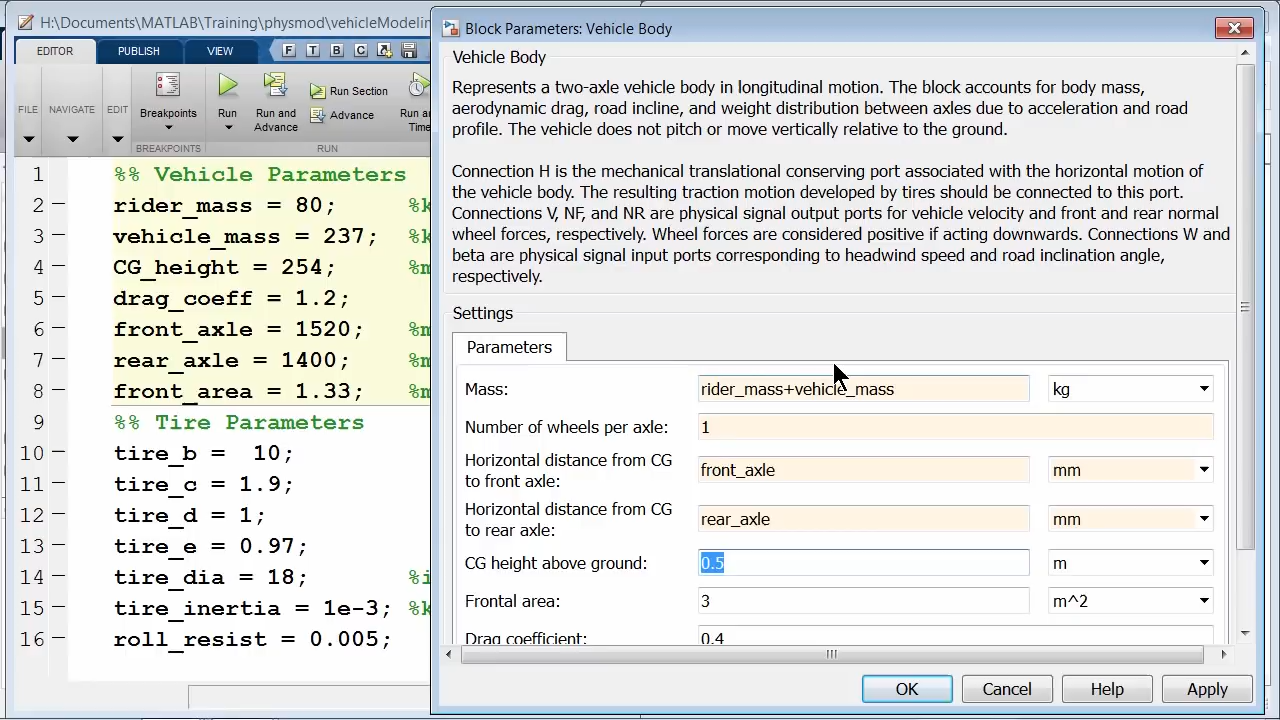 H:\Documents\MATLAB\Training\physmod\vehicleModelin
EDITOR
PUBLISH
VIEW
F T B C
FILE
NAVIGATE
EDIT
Breakpoints
Run
Run and
Advance
Run Section
Advance
Run an
Time
BREAKPOINTS
RUN
1 %% Vehicle Parameters
2 rider_mass = 80; %k
3 vehicle_mass = 237; %k
4 CG_height = 254; %m
5 drag_coeff = 1.2;
6 front_axle = 1520; %m
7 rear_axle = 1400; %m
8 front_area = 1.33; %m
9 %% Tire Parameters
10 tire_b =  10;
11 tire_c = 1.9;
12 tire_d = 1;
13 tire_e = 0.97;
14 tire_dia = 18; %i
15 tire_inertia = 1e-3; %k
16 roll_resist = 0.005;
Block Parameters: Vehicle Body
Vehicle Body
Represents a two-axle vehicle body in longitudinal motion. The block accounts for body mass,
aerodynamic drag, road incline, and weight distribution between axles due to acceleration and road
profile. The vehicle does not pitch or move vertically relative to the ground.
Connection H is the mechanical translational conserving port associated with the horizontal motion of
the vehicle body. The resulting traction motion developed by tires should be connected to this port.
Connections V, NF, and NR are physical signal output ports for vehicle velocity and front and rear normal
wheel forces, respectively. Wheel forces are considered positive if acting downwards. Connections W and
beta are physical signal input ports corresponding to headwind speed and road inclination angle,
respectively.
Settings
Parameters
Mass: rider_mass+vehicle_mass kg
Number of wheels per axle: 1
Horizontal distance from CG
to front axle: front_axle mm
Horizontal distance from CG
to rear axle: rear_axle mm
CG height above ground: 0.5 m
Frontal area: 3 m^2
Drag coefficient: 0.4
OK Cancel Help Apply